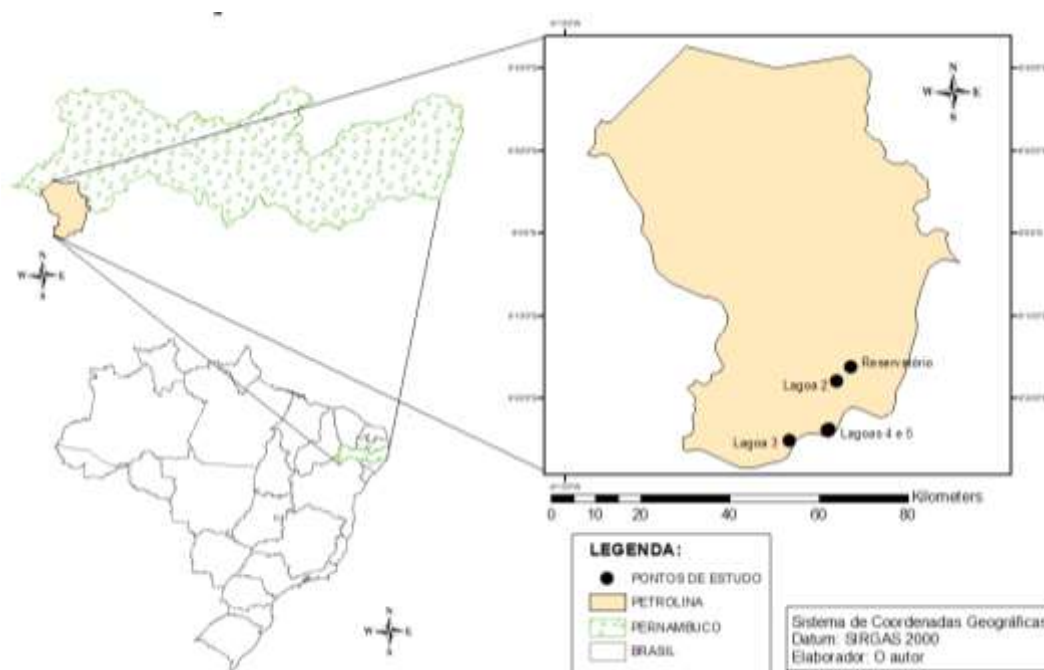 N
W E
S
N
W E
S
N
W E
S
Reservatório
Lagoa 2
Lagoas 4 e 5
Lagoa 3
Kilometers
0 5 10 20 40 60 80
LEGENDA:
PONTOS DE ESTUDO
PETROLINA
PERNAMBUCO
BRASIL
Sistema de Coordenadas Geográficas
Datum: SIRGAS 2000
Elaborador: O autor